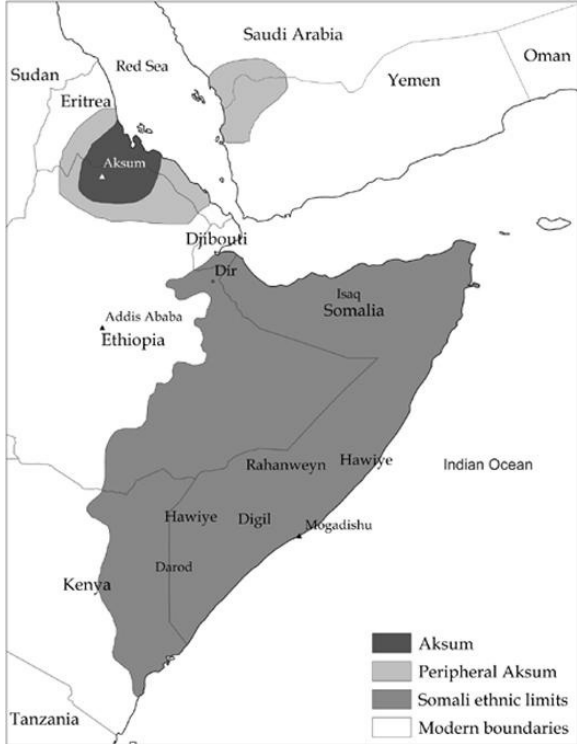 Saudi Arabia
Oman
Sudan
Red Sea
Yemen
Eritrea
Aksum
Djibouti
Dir
Isaq
Somalia
Addis Ababa
Ethiopia
Rahanweyn
Hawiye
Indian Ocean
Hawiye
Digil
Mogadishu
Darod
Kenya
Tanzania
Aksum
Peripheral Aksum
Somali ethnic limits
Modern boundaries